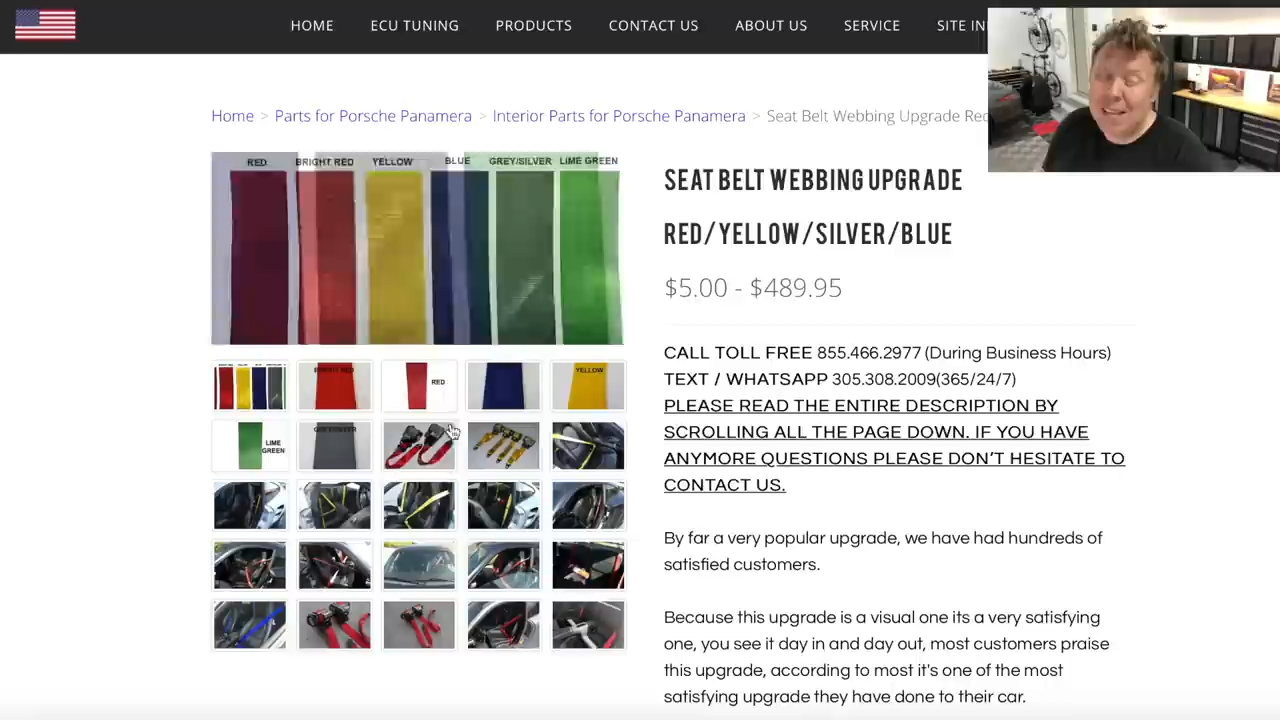 HOME ECU TUNING PRODUCTS CONTACT US ABOUT US SERVICE SITE IN
Home > Parts for Porsche Panamera > Interior Parts for Porsche Panamera > Seat Belt Webbing Upgrade Red
RED BRIGHT RED YELLOW BLUE GREY/SILVER LIME GREEN
SEAT BELT WEBBING UPGRADE
RED/YELLOW/SILVER/BLUE
$5.00 - $489.95
CALL TOLL FREE 855.466.2977 (During Business Hours)
TEXT / WHATSAPP 305.308.2009(365/24/7)
PLEASE READ THE ENTIRE DESCRIPTION BY
SCROLLING ALL THE PAGE DOWN. IF YOU HAVE
ANYMORE QUESTIONS PLEASE DON'T HESITATE TO
CONTACT US.
By far a very popular upgrade, we have had hundreds of
satisfied customers.
Because this upgrade is a visual one its a very satisfying
one, you see it day in and day out, most customers praise
this upgrade, according to most it's one of the most
satisfying upgrade they have done to their car.
BRIGHT RED
RED
YELLOW
LIME
GREEN
GREY/SILVER